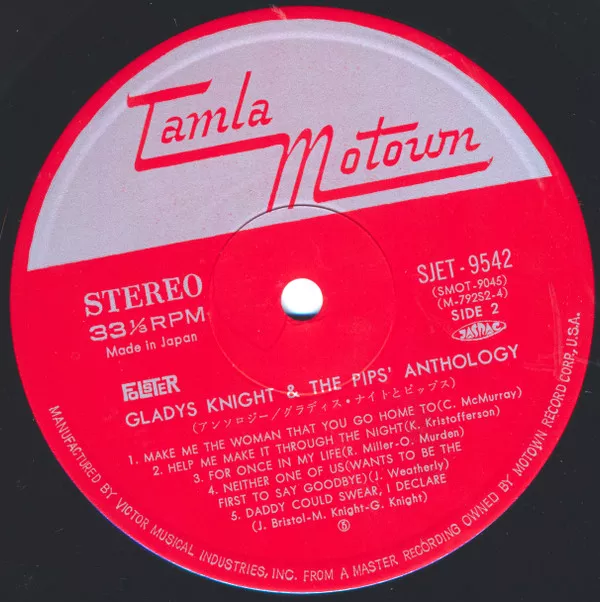 Tamla
Motown
STEREO
33 1/3 RPM
Made in Japan
SJET-9542
(SMOT-9045)
(M-792S2-4)
SIDE 2
JASRAC
GLADYS KNIGHT & THE PIPS' ANTHOLOGY
(アンソロジー/グラディス・ナイトとピップス)
1. MAKE ME THE WOMAN THAT YOU GO HOME TO(C. McMurray)
2. HELP ME MAKE IT THROUGH THE NIGHT(K. Kristofferson)
3. FOR ONCE IN MY LIFE(R. Miller-O. Murden)
4. NEITHER ONE OF US(WANTS TO BE THE
FIRST TO SAY GOODBYE)(J. Weatherly)
5. DADDY COULD SWEAR, I DECLARE
(J. Bristol-M. Knight-G. Knight)
MANUFACTURED BY VICTOR MUSICAL INDUSTRIES, INC. FROM A MASTER RECORDING OWNED BY MOTOWN RECORD CORP., U.S.A.